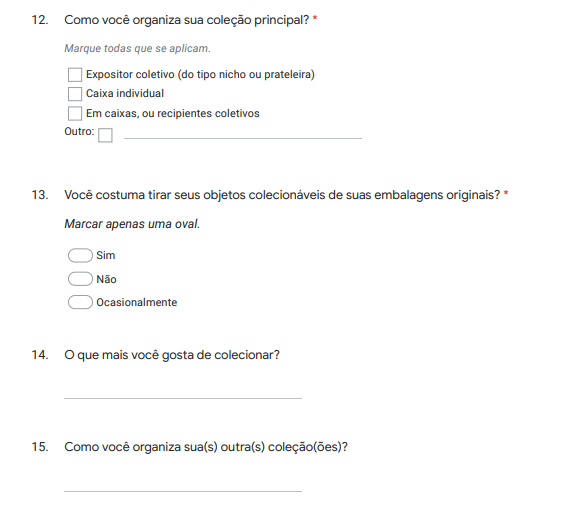 12. Como você organiza sua coleção principal? *
Marque todas que se aplicam.
Expositor coletivo (do tipo nicho ou prateleira)
Caixa individual
Em caixas, ou recipientes coletivos
Outro:
13. Você costuma tirar seus objetos colecionáveis de suas embalagens originais? *
Marcar apenas uma oval.
Sim
Não
Ocasionalmente
14. O que mais você gosta de colecionar?
15. Como você organiza sua(s) outra(s) coleção(ões)?